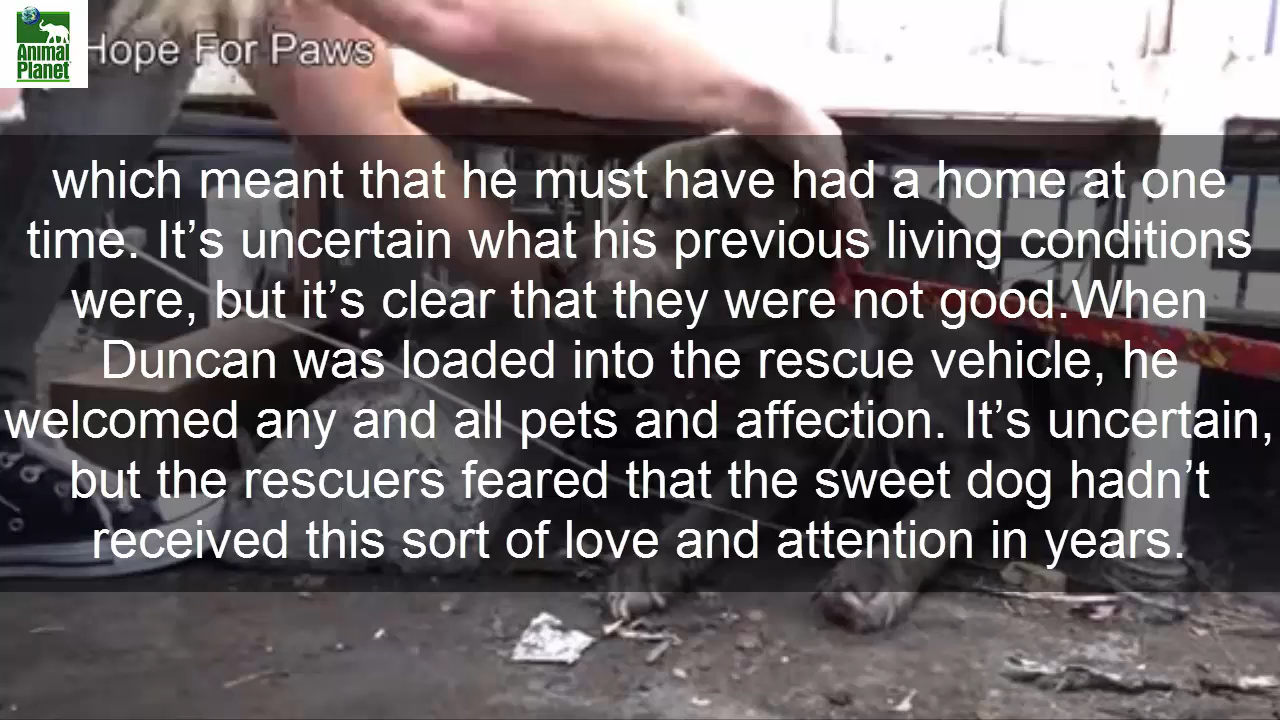 Animal
Planet
Hope For Paws
which meant that he must have had a home at one
time. It’s uncertain what his previous living conditions
were, but it’s clear that they were not good.When
Duncan was loaded into the rescue vehicle, he
welcomed any and all pets and affection. It’s uncertain,
but the rescuers feared that the sweet dog hadn’t
received this sort of love and attention in years.